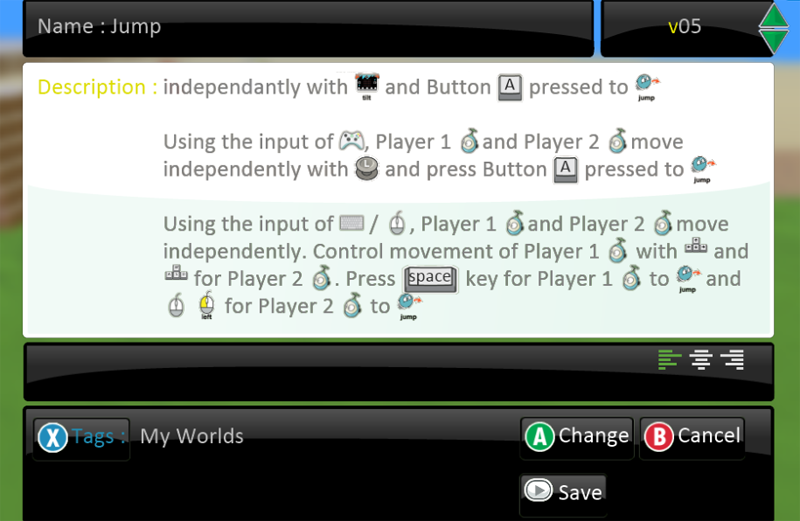 Name : Jump
v05
Description : independantly with tilt and Button A pressed to jump
Using the input of , Player 1 and Player 2 move
independently with L and press Button A pressed to jump
Using the input of / , Player 1 and Player 2 move
independently. Control movement of Player 1 with and
for Player 2 . Press space key for Player 1 to jump and
left for Player 2 to jump
X Tags : My Worlds
A Change B Cancel
Save